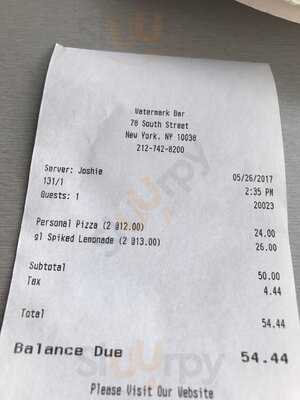 Watermark Bar
78 South Street
New York, NY 10038
212-742-8200
Server: Joshie 05/26/2017
131/1 2:35 PM
Guests: 1 20023
Personal Pizza (2 @12.00) 24.00
gl Spiked Lemonade (2 @13.00) 26.00
Subtotal 50.00
Tax 4.44
Total 54.44
Balance Due 54.44
Please Visit Our Website